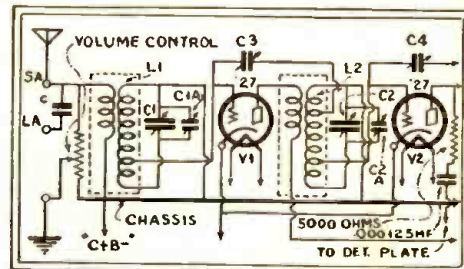 C3
C4
VOLUME CONTROL
L1
27
L2
27
SA
C
C1
C1A
C2
LA
V1
C2
A
V2
CHASSIS
5000 OHMS
.000125MF
"C+B-"
TO DET. PLATE